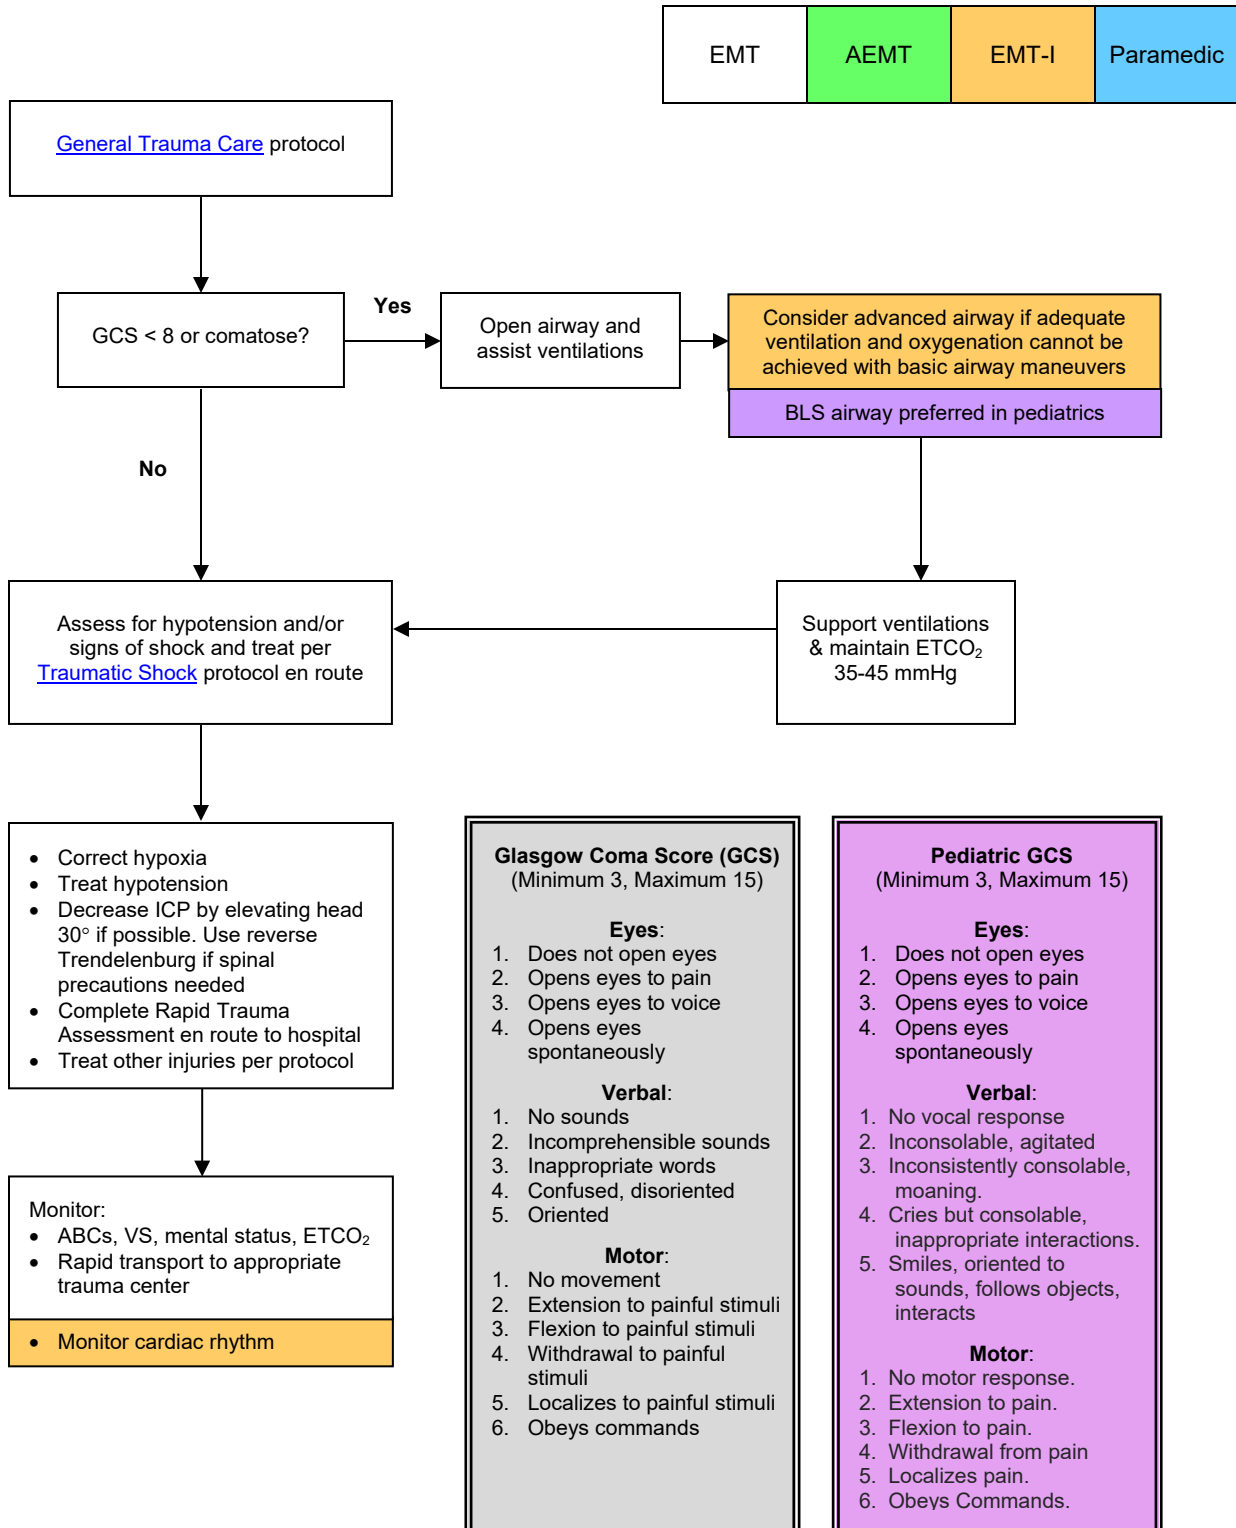 EMT
AEMT
EMT-I
Paramedic
General Trauma Care protocol
GCS < 8 or comatose?
Yes
Open airway and
assist ventilations
Consider advanced airway if adequate
ventilation and oxygenation cannot be
achieved with basic airway maneuvers
BLS airway preferred in pediatrics
No
Assess for hypotension and/or
signs of shock and treat per
Traumatic Shock protocol en route
Support ventilations
& maintain ETCO₂
35-45 mmHg
• Correct hypoxia
• Treat hypotension
• Decrease ICP by elevating head
30° if possible. Use reverse
Trendelenburg if spinal
precautions needed
• Complete Rapid Trauma
Assessment en route to hospital
• Treat other injuries per protocol
Monitor:
• ABCs, VS, mental status, ETCO₂
• Rapid transport to appropriate
trauma center
• Monitor cardiac rhythm
Glasgow Coma Score (GCS)
(Minimum 3, Maximum 15)
Eyes:
1. Does not open eyes
2. Opens eyes to pain
3. Opens eyes to voice
4. Opens eyes
spontaneously
Verbal:
1. No sounds
2. Incomprehensible sounds
3. Inappropriate words
4. Confused, disoriented
5. Oriented
Motor:
1. No movement
2. Extension to painful stimuli
3. Flexion to painful stimuli
4. Withdrawal to painful
stimuli
5. Localizes to painful stimuli
6. Obeys commands
Pediatric GCS
(Minimum 3, Maximum 15)
Eyes:
1. Does not open eyes
2. Opens eyes to pain
3. Opens eyes to voice
4. Opens eyes
spontaneously
Verbal:
1. No vocal response
2. Inconsolable, agitated
3. Inconsistently consolable,
moaning.
4. Cries but consolable,
inappropriate interactions.
5. Smiles, oriented to
sounds, follows objects,
interacts
Motor:
1. No motor response.
2. Extension to pain.
3. Flexion to pain.
4. Withdrawal from pain
5. Localizes pain.
6. Obeys Commands.